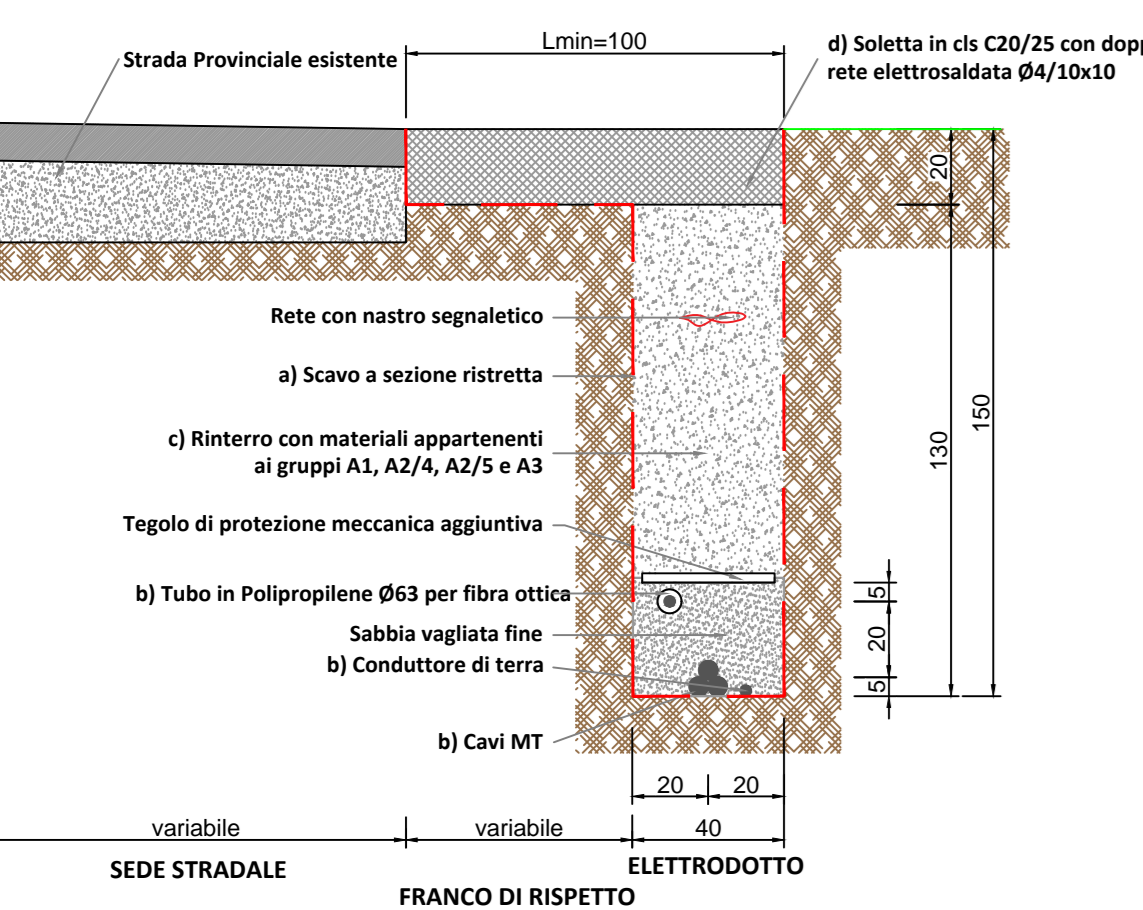 Lmin=100
Strada Provinciale esistente
d) Soletta in cls C20/25 con dopp
rete elettrosaldata Ø4/10x10
20
Rete con nastro segnaletico
a) Scavo a sezione ristretta
c) Rinterro con materiali appartenenti
ai gruppi A1, A2/4, A2/5 e A3
130
150
Tegolo di protezione meccanica aggiuntiva
b) Tubo in Polipropilene Ø63 per fibra ottica
5
Sabbia vagliata fine
20
b) Conduttore di terra
5
b) Cavi MT
20 20
variabile variabile 40
SEDE STRADALE
ELETTRODOTTO
FRANCO DI RISPETTO